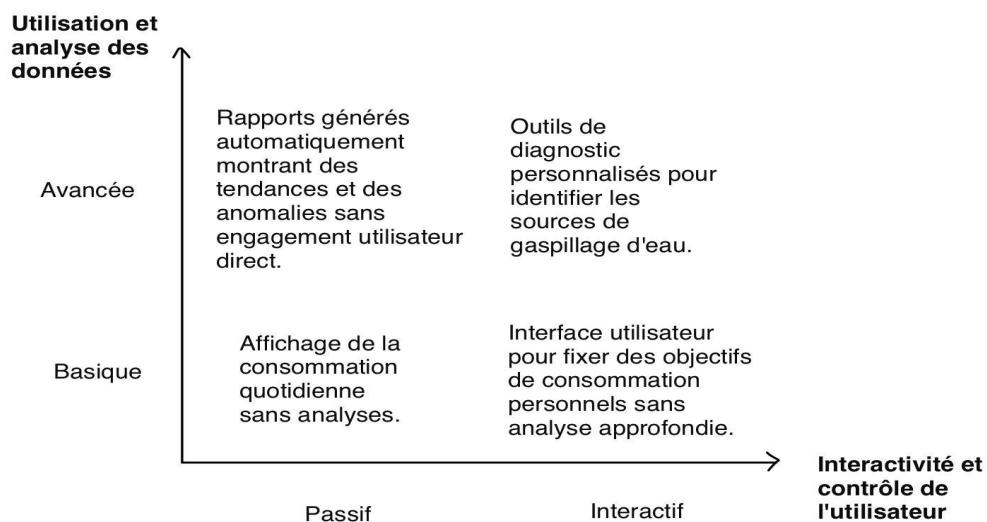 Utilisation et
analyse des
données
Avancée
Rapports générés
automatiquement
montrant des
tendances et des
anomalies sans
engagement utilisateur
direct.
Outils de
diagnostic
personnalisés pour
identifier les
sources de
gaspillage d'eau.
Basique
Affichage de la
consommation
quotidienne
sans analyses.
Interface utilisateur
pour fixer des objectifs
de consommation
personnels sans
analyse approfondie.
Passif
Interactif
Interactivité et
contrôle de
l'utilisateur